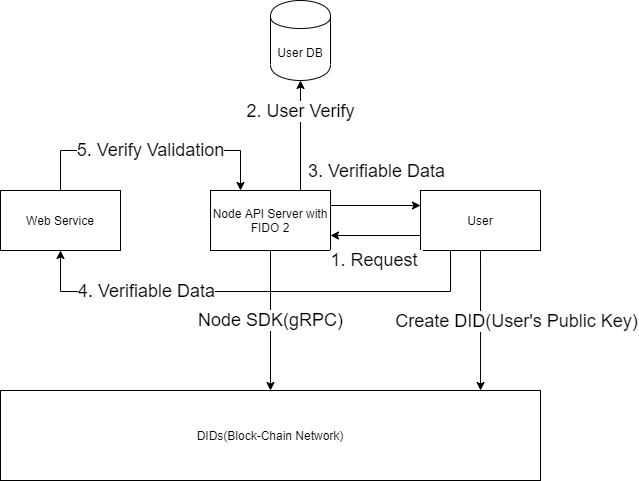 User DB
2. User Verify
5. Verify Validation
3. Verifiable Data
Web Service
Node API Server with
FIDO 2
User
1. Request
4. Verifiable Data
Node SDK(gRPC)
Create DID(User's Public Key)
DIDs(Block-Chain Network)